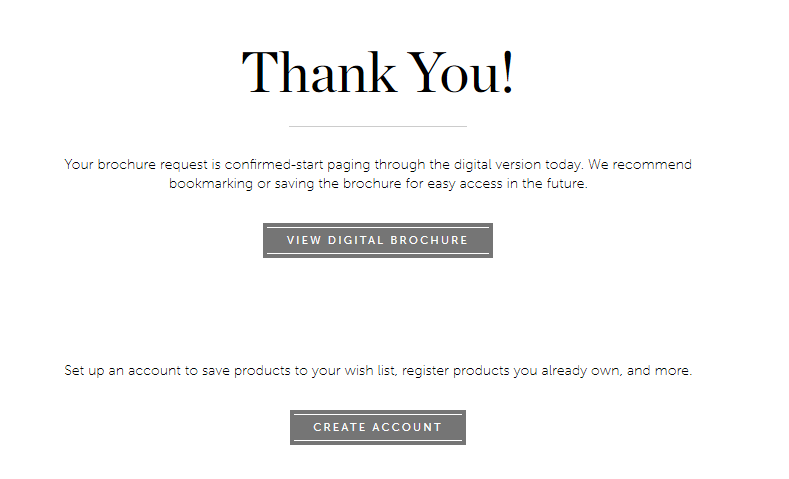 Thank You!
Your brochure request is confirmed-start paging through the digital version today. We recommend
bookmarking or saving the brochure for easy access in the future.
VIEW DIGITAL BROCHURE
Set up an account to save products to your wish list, register products you already own, and more.
CREATE ACCOUNT